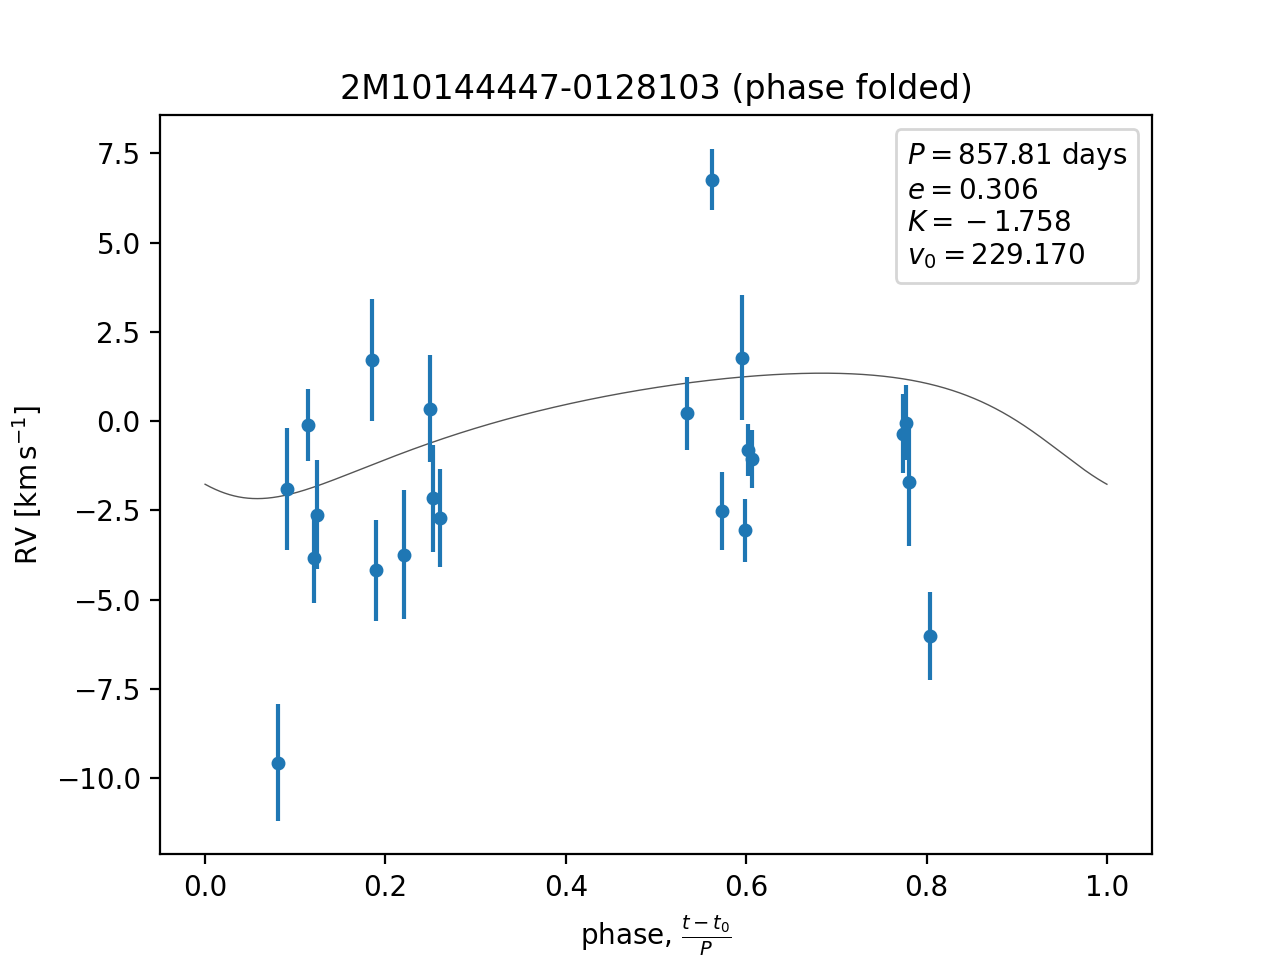 2M10144447-0128103 (phase folded)
P = 857.81 days
e = 0.306
K = −1.758
v₀ = 229.170
RV [km s⁻¹]
7.5
5.0
2.5
0.0
−2.5
−5.0
−7.5
−10.0
0.0 0.2 0.4 0.6 0.8 1.0
phase, (t − t₀)/P